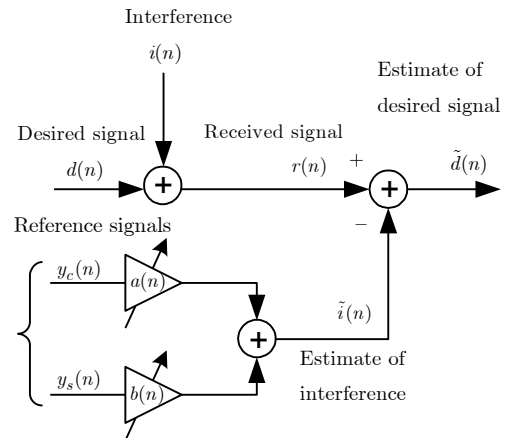 Interference
i(n)
Estimate of
desired signal
Desired signal
Received signal
d(n)
r(n)
+
d̃(n)
+
+
Reference signals
−
y_c(n)
a(n)
ĩ(n)
+
Estimate of
interference
y_s(n)
b(n)